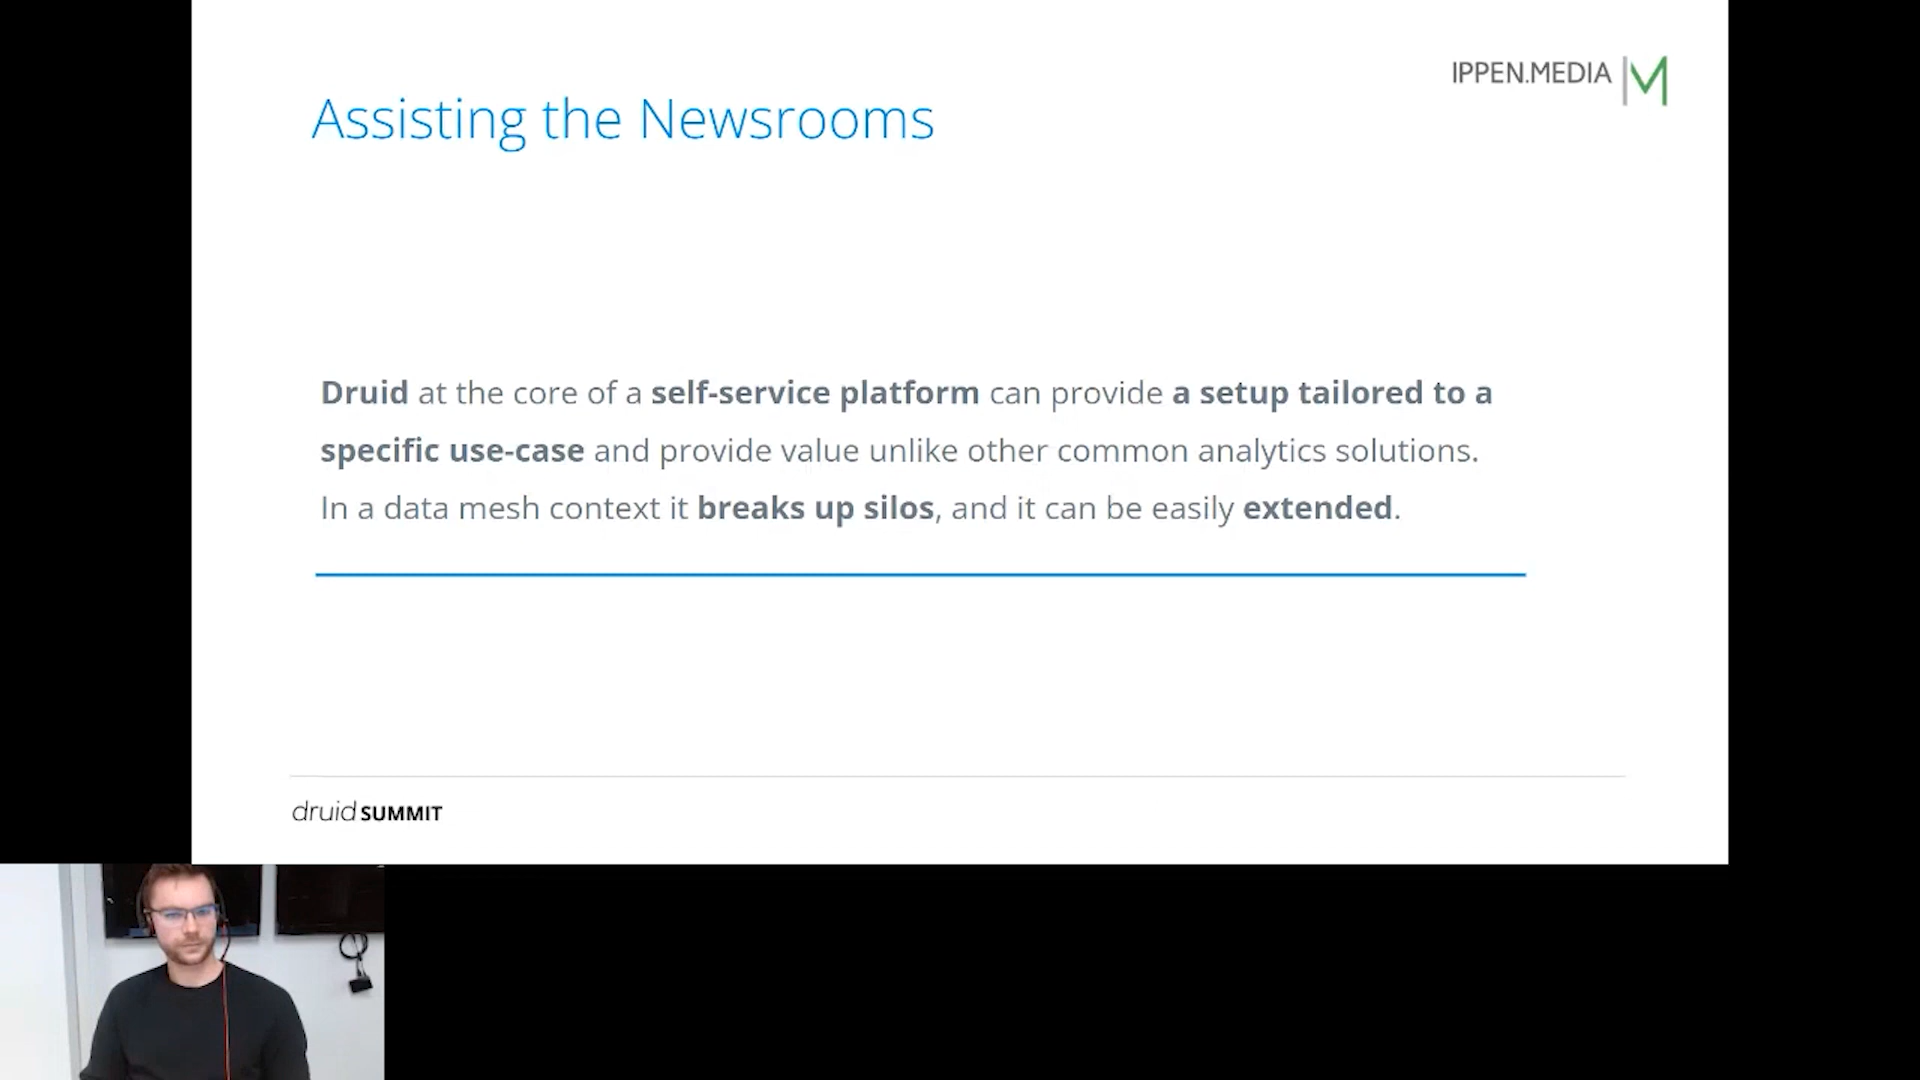 IPPEN.MEDIA
Assisting the Newsrooms
Druid at the core of a self-service platform can provide a setup tailored to a
specific use-case and provide value unlike other common analytics solutions.
In a data mesh context it breaks up silos, and it can be easily extended.
druid SUMMIT